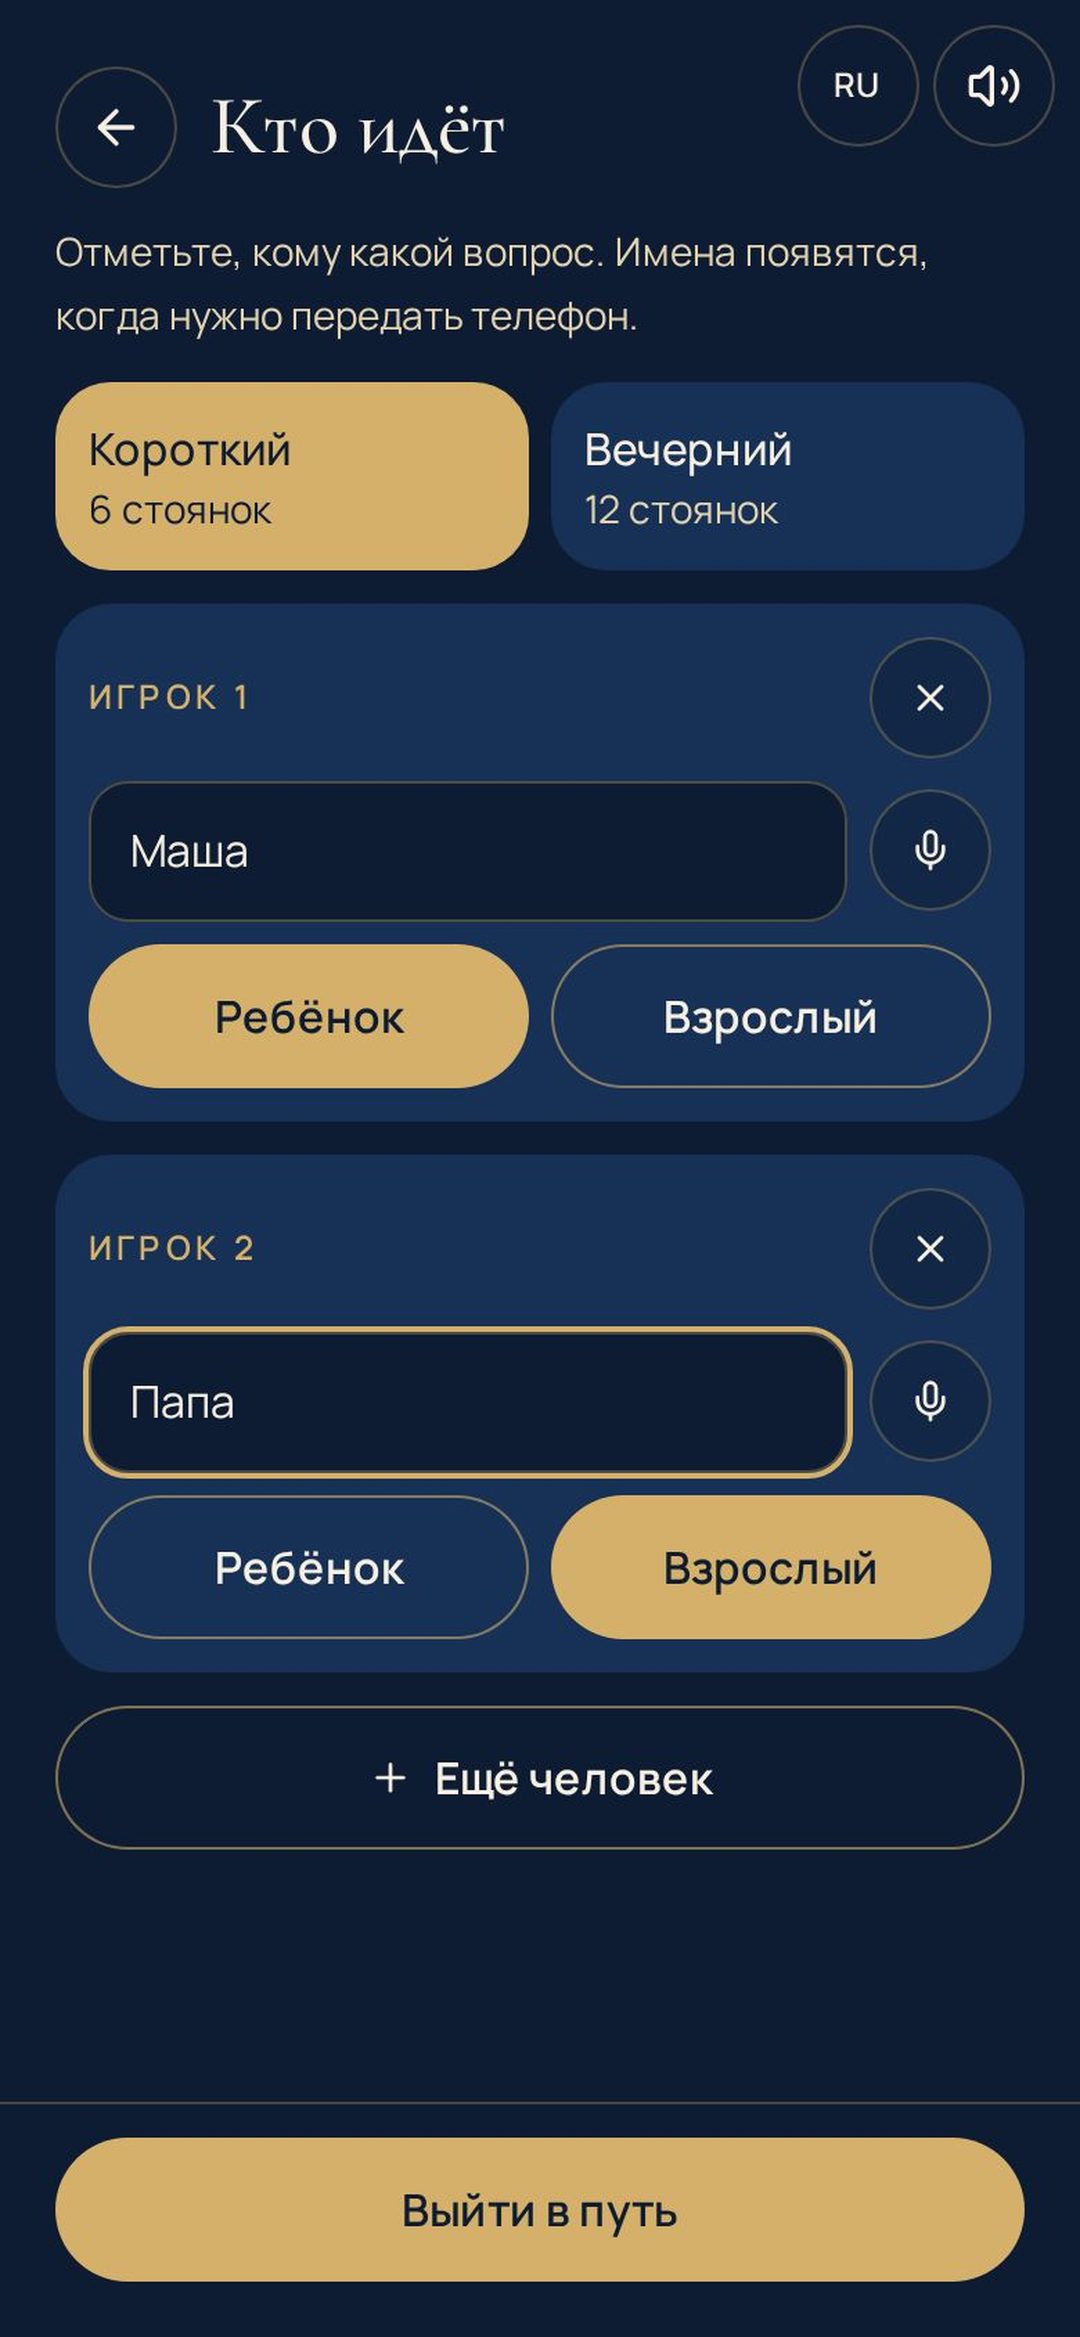 RU
Кто идёт
Отметьте, кому какой вопрос. Имена появятся,
когда нужно передать телефон.
Короткий
6 стоянок
Вечерний
12 стоянок
ИГРОК 1
Маша
Ребёнок
Взрослый
ИГРОК 2
Папа
Ребёнок
Взрослый
+ Ещё человек
Выйти в путь